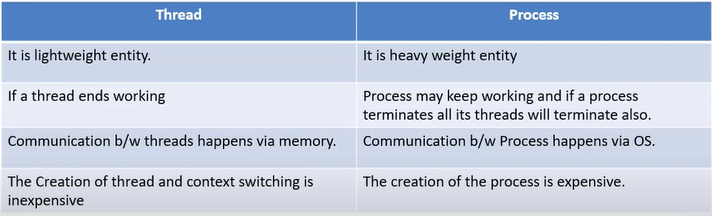 Thread
Process
It is lightweight entity.
It is heavy weight entity
If a thread ends working
Process may keep working and if a process
terminates all its threads will terminate also.
Communication b/w threads happens via memory.
Communication b/w Process happens via OS.
The Creation of thread and context switching is
inexpensive
The creation of the process is expensive.